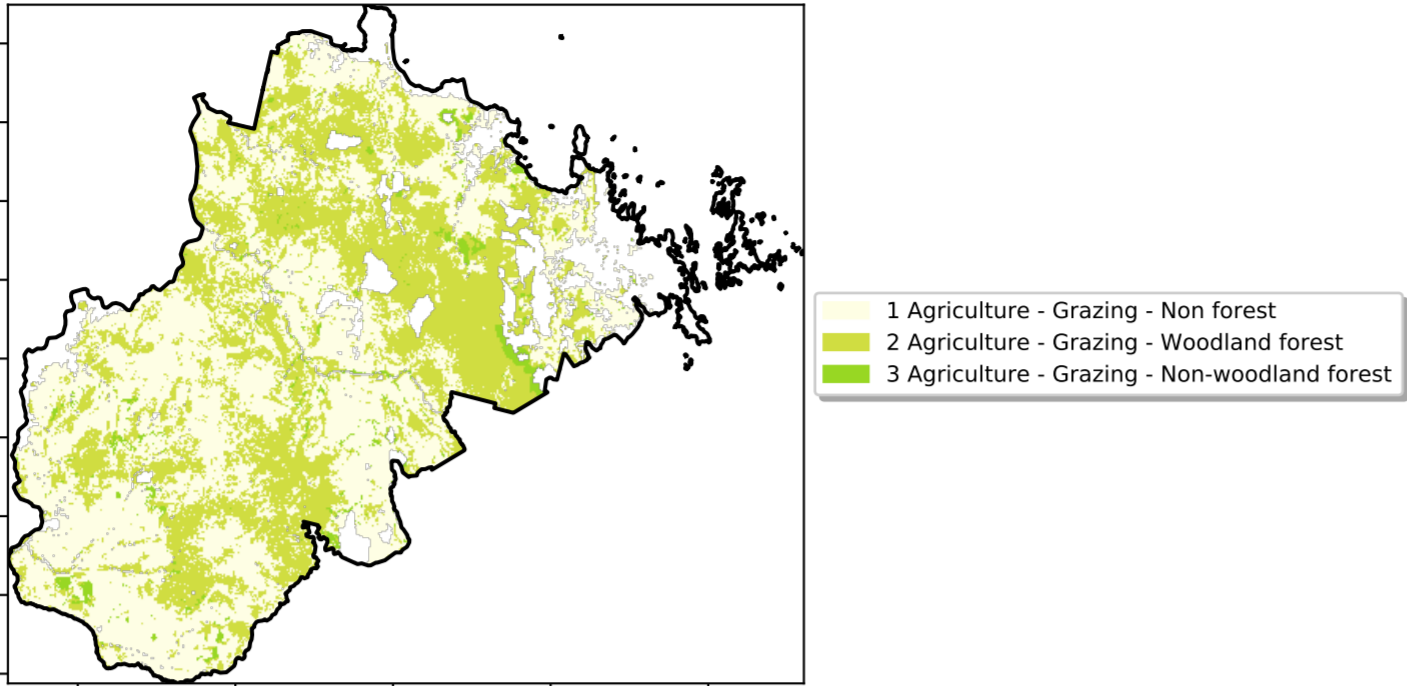 1 Agriculture - Grazing - Non forest
2 Agriculture - Grazing - Woodland forest
3 Agriculture - Grazing - Non-woodland forest